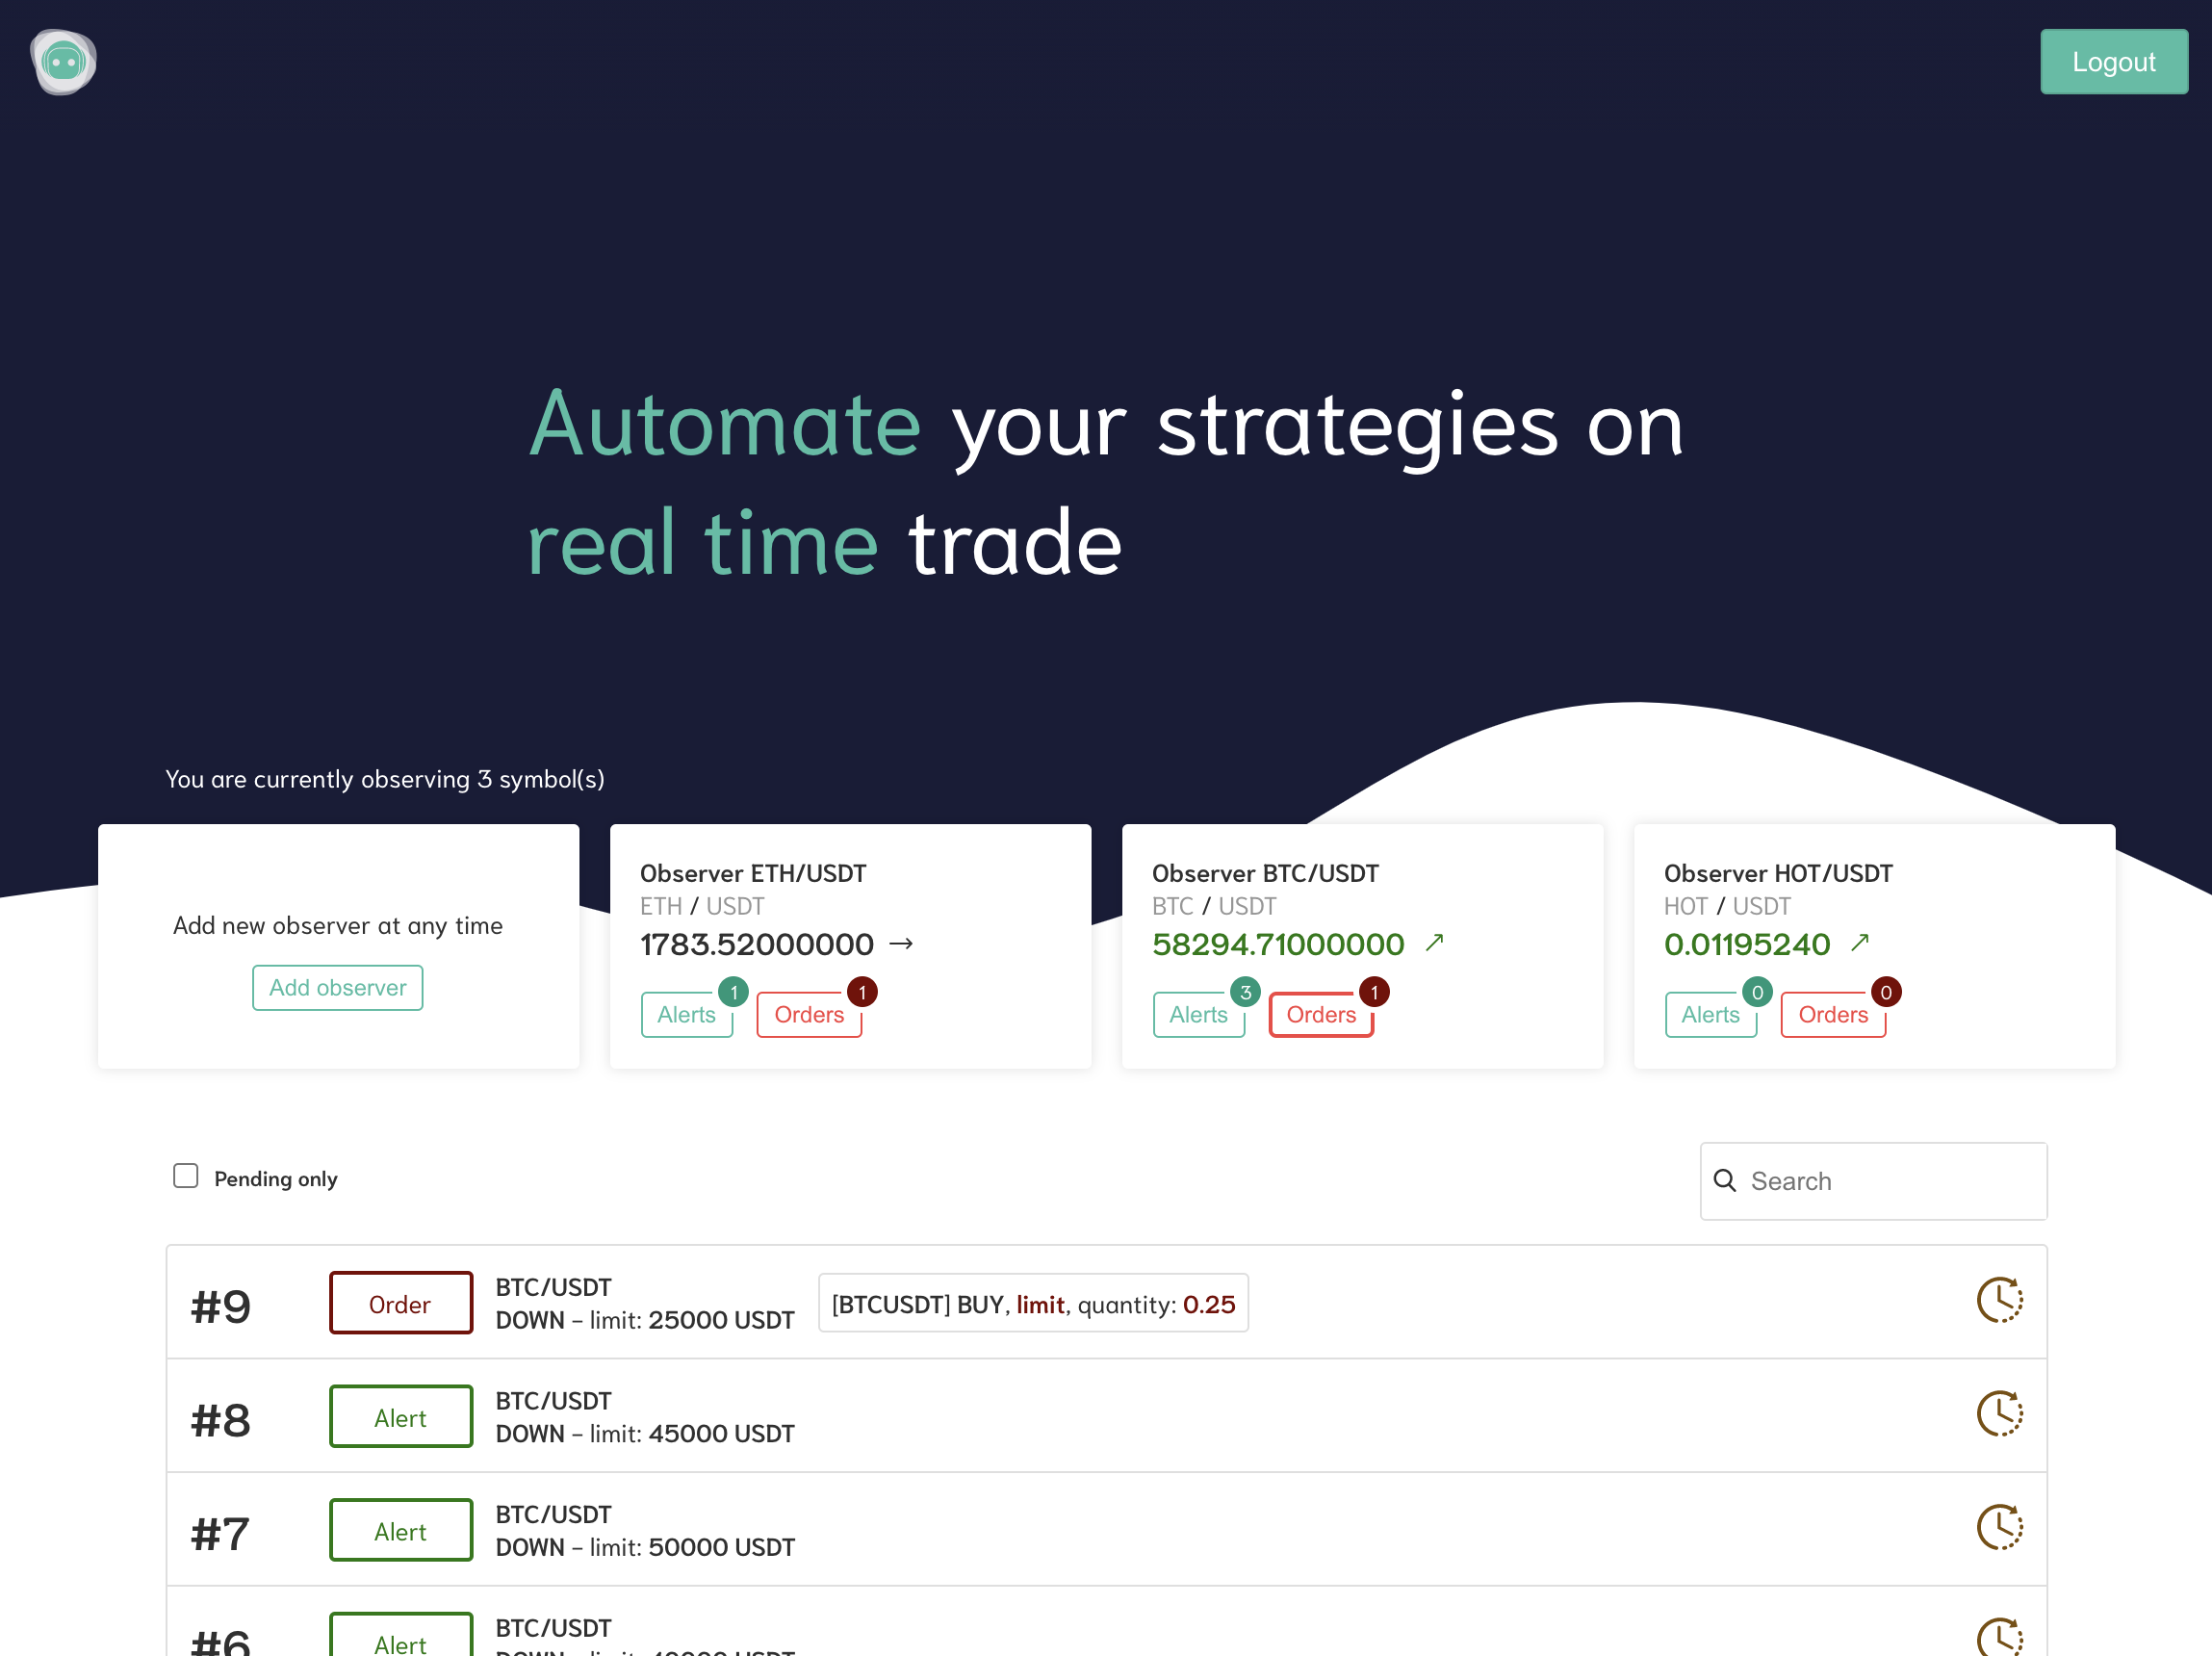 Logout
Automate your strategies on
real time trade
You are currently observing 3 symbol(s)
Add new observer at any time
Add observer
Observer ETH/USDT
ETH / USDT
1783.52000000 →
Alerts 1 Orders 1
Observer BTC/USDT
BTC / USDT
58294.71000000 ↗
Alerts 3 Orders 1
Observer HOT/USDT
HOT / USDT
0.01195240 ↗
Alerts 0 Orders 0
Pending only
Search
#9 Order
BTC/USDT
DOWN – limit: 25000 USDT
[BTCUSDT] BUY, limit, quantity: 0.25
#8 Alert
BTC/USDT
DOWN – limit: 45000 USDT
#7 Alert
BTC/USDT
DOWN – limit: 50000 USDT
#6 Alert
BTC/USDT
DOWN – limit: 40000 USDT